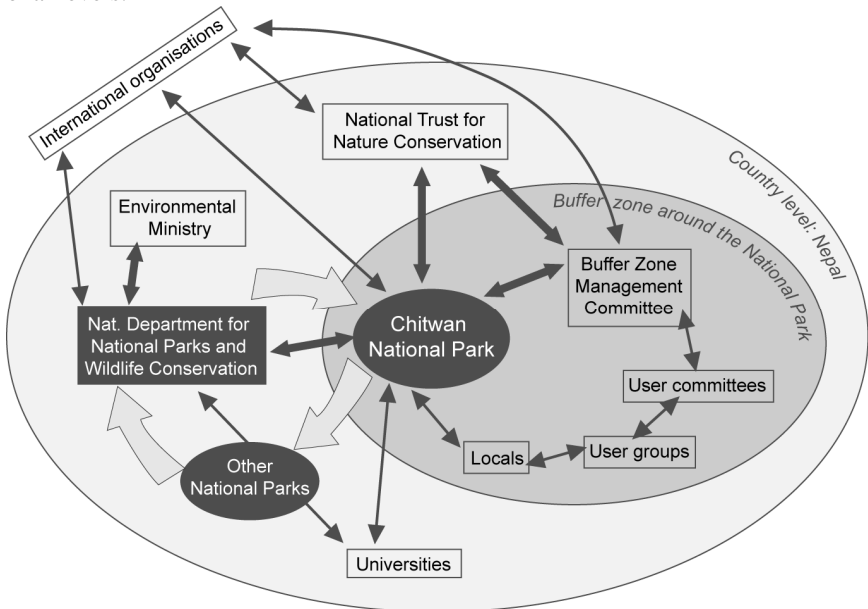 International organisations
National Trust for
Nature Conservation
Country level: Nepal
Buffer zone around the National Park
Environmental
Ministry
Buffer Zone
Management
Committee
Nat. Department for
National Parks and
Wildlife Conservation
Chitwan
National Park
User committees
Locals
User groups
Other
National Parks
Universities